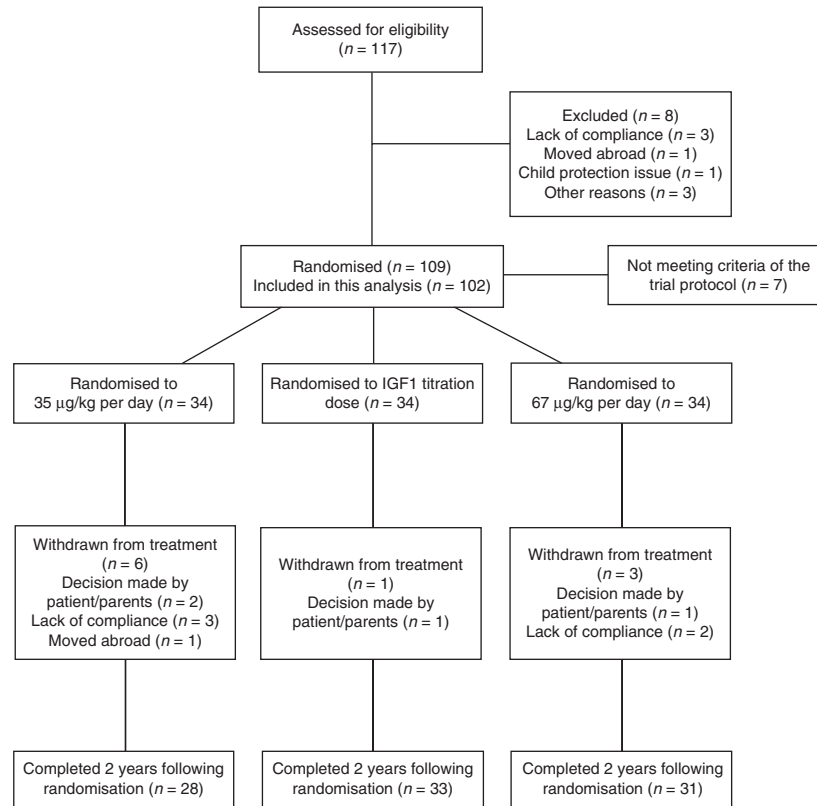 Assessed for eligibility
(n = 117)
Excluded (n = 8)
Lack of compliance (n = 3)
Moved abroad (n = 1)
Child protection issue (n = 1)
Other reasons (n = 3)
Randomised (n = 109)
Included in this analysis (n = 102)
Not meeting criteria of the
trial protocol (n = 7)
Randomised to
35 µg/kg per day (n = 34)
Randomised to IGF1 titration
dose (n = 34)
Randomised to
67 µg/kg per day (n = 34)
Withdrawn from treatment
(n = 6)
Decision made by
patient/parents (n = 2)
Lack of compliance (n = 3)
Moved abroad (n = 1)
Withdrawn from treatment
(n = 1)
Decision made by
patient/parents (n = 1)
Withdrawn from treatment
(n = 3)
Decision made by
patient/parents (n = 1)
Lack of compliance (n = 2)
Completed 2 years following
randomisation (n = 28)
Completed 2 years following
randomisation (n = 33)
Completed 2 years following
randomisation (n = 31)